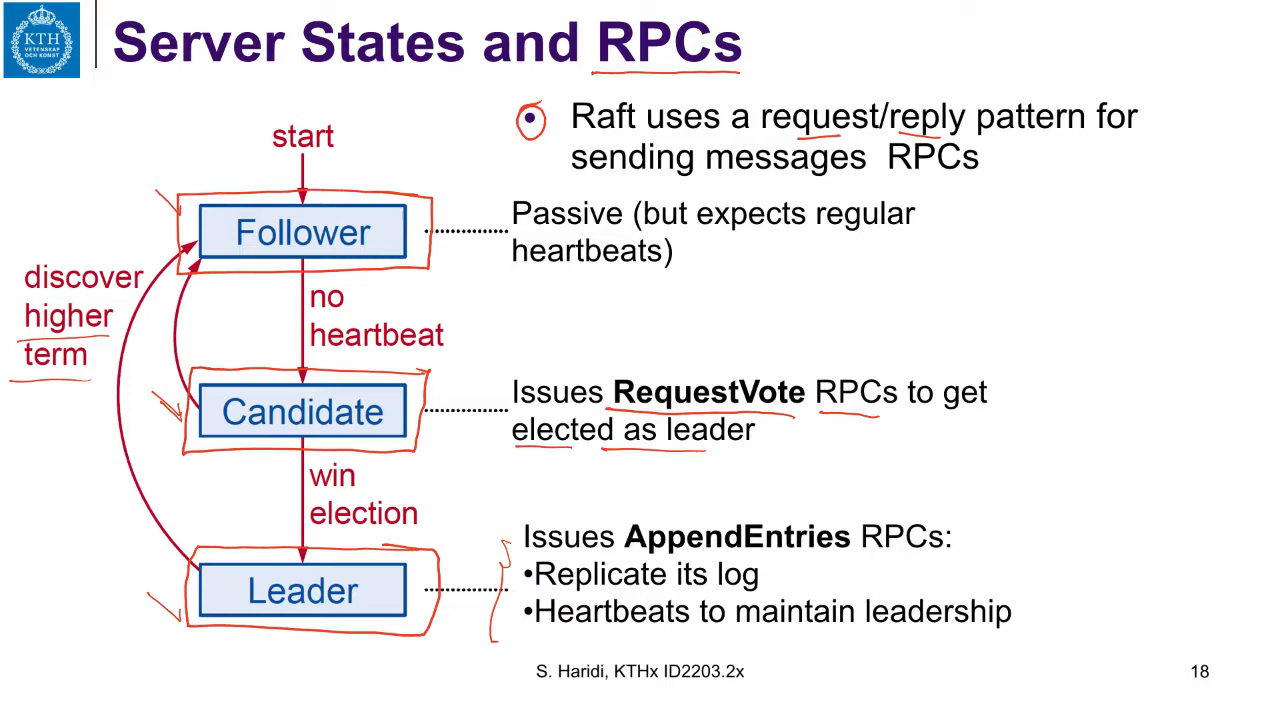 KTH
VETENSKAP
OCH KONST
Server States and RPCs
• Raft uses a request/reply pattern for
sending messages RPCs
start
Follower
Passive (but expects regular
heartbeats)
discover
higher
term
no
heartbeat
Candidate
Issues RequestVote RPCs to get
elected as leader
win
election
Leader
Issues AppendEntries RPCs:
•Replicate its log
•Heartbeats to maintain leadership
S. Haridi, KTHx ID2203.2x
18